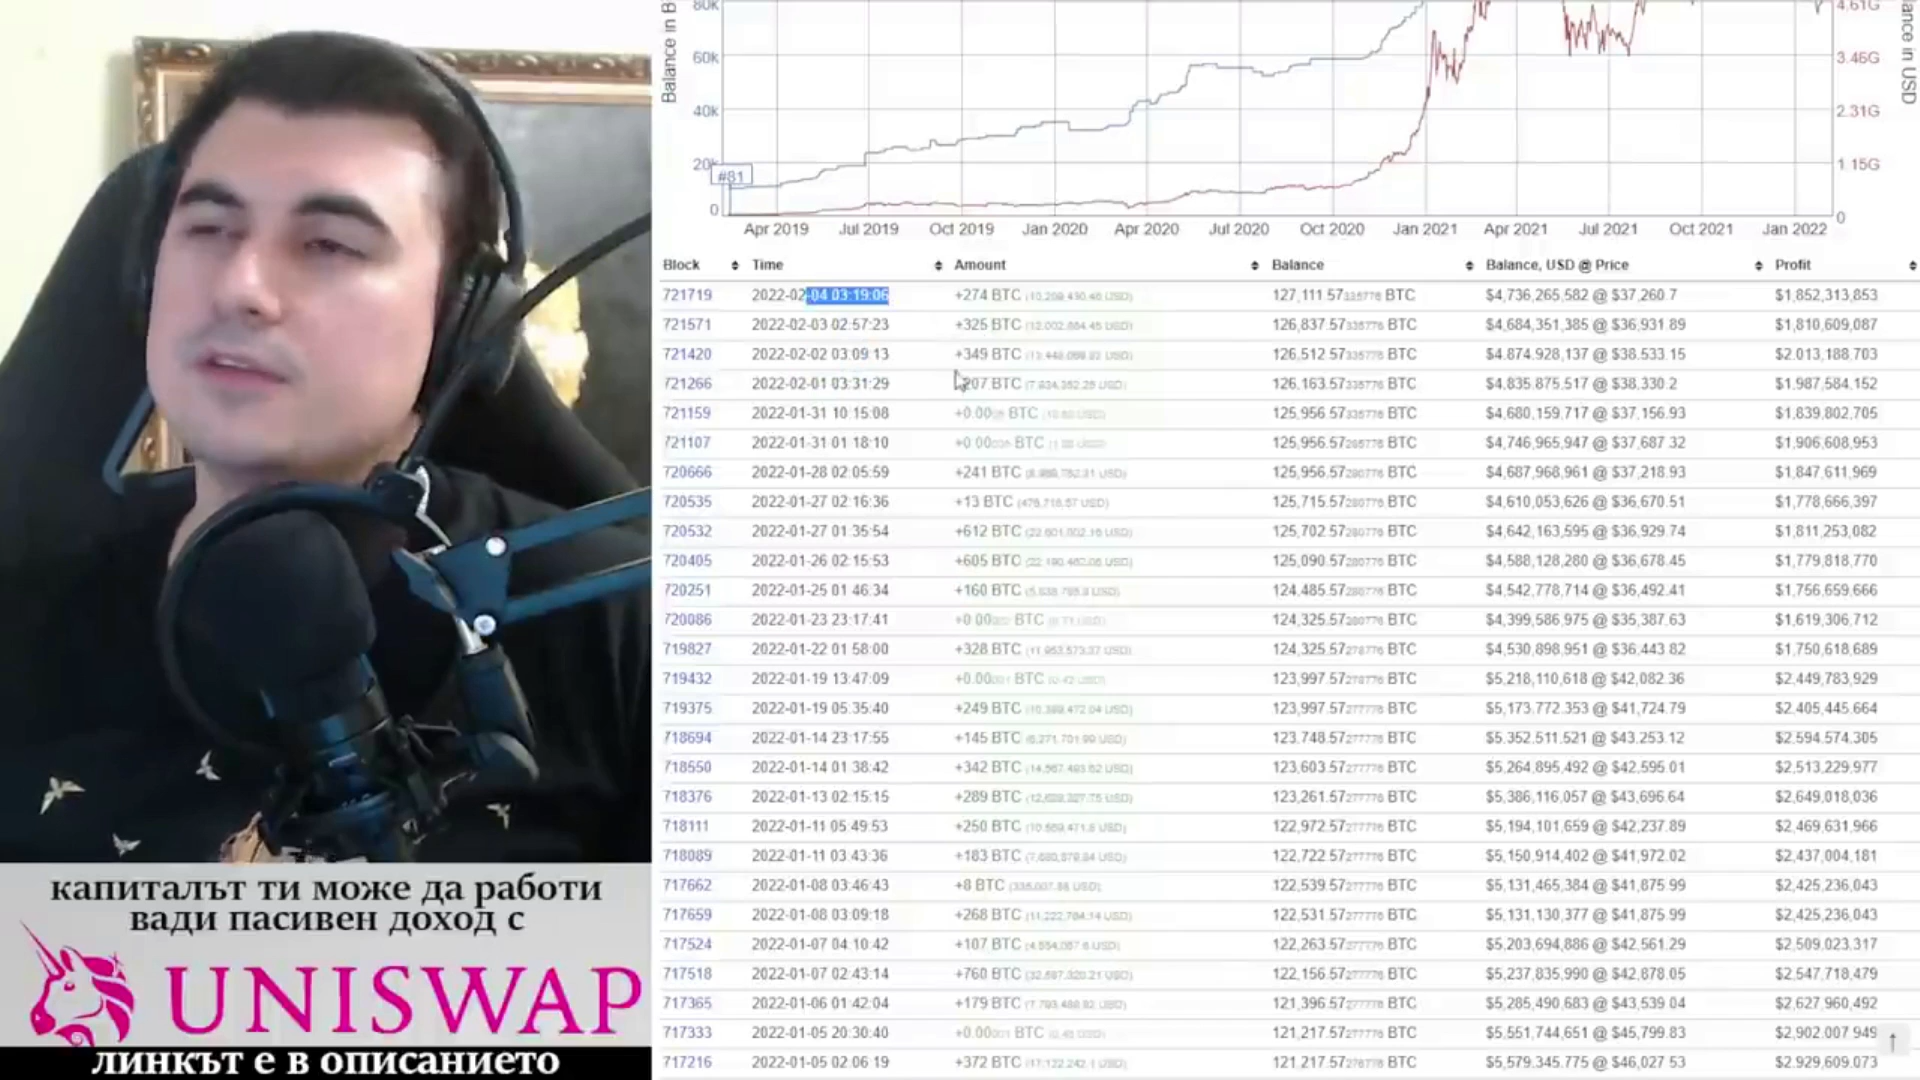 80k
4.61G
60k
3.46G
40k
2.31G
20k
1.15G
#81
0
0
Balance in USD
Apr 2019 Jul 2019 Oct 2019 Jan 2020 Apr 2020 Jul 2020 Oct 2020 Jan 2021 Apr 2021 Jul 2021 Oct 2021 Jan 2022
Block Time Amount Balance Balance, USD @ Price Profit
721719 2022-02-04 03:19:06 +274 BTC 127,111.57 BTC $4,736,265,582 @ $37,260.7 $1,852,313,853
721571 2022-02-03 02:57:23 +325 BTC 126,837.57 BTC $4,684,351,385 @ $36,931.89 $1,810,609,087
721420 2022-02-02 03:09:13 +349 BTC 126,512.57 BTC $4,874,928,137 @ $38,533.15 $2,013,188,703
721266 2022-02-01 03:31:29 207 BTC 126,163.57 BTC $4,835,875,517 @ $38,330.2 $1,987,584,152
721159 2022-01-31 10:15:08 +0.00 BTC 125,956.57 BTC $4,680,159,717 @ $37,156.93 $1,839,802,705
721107 2022-01-31 01:18:10 +0.00 BTC 125,956.57 BTC $4,746,965,947 @ $37,687.32 $1,906,608,953
720666 2022-01-28 02:05:59 +241 BTC 125,956.57 BTC $4,687,968,961 @ $37,218.93 $1,847,611,969
720535 2022-01-27 02:16:36 +13 BTC 125,715.57 BTC $4,610,053,626 @ $36,670.51 $1,778,666,397
720532 2022-01-27 01:35:54 +612 BTC 125,702.57 BTC $4,642,163,595 @ $36,929.74 $1,811,253,082
720405 2022-01-26 02:15:53 +605 BTC 125,090.57 BTC $4,588,128,280 @ $36,678.45 $1,779,818,770
720251 2022-01-25 01:46:34 +160 BTC 124,485.57 BTC $4,542,778,714 @ $36,492.41 $1,756,659,666
720086 2022-01-23 23:17:41 +0.00 BTC 124,325.57 BTC $4,399,586,975 @ $35,387.63 $1,619,306,712
719827 2022-01-22 01:58:00 +328 BTC 124,325.57 BTC $4,530,898,951 @ $36,443.82 $1,750,618,689
719432 2022-01-19 13:47:09 +0.00 BTC 123,997.57 BTC $5,218,110,618 @ $42,082.36 $2,449,783,929
719375 2022-01-19 05:35:40 +249 BTC 123,997.57 BTC $5,173,772,353 @ $41,724.79 $2,405,445,664
718694 2022-01-14 23:17:55 +145 BTC 123,748.57 BTC $5,352,511,521 @ $43,253.12 $2,594,574,305
718550 2022-01-14 01:38:42 +342 BTC 123,603.57 BTC $5,264,895,492 @ $42,595.01 $2,513,229,977
718376 2022-01-13 02:15:15 +289 BTC 123,261.57 BTC $5,386,116,057 @ $43,696.64 $2,649,018,036
718111 2022-01-11 05:49:53 +250 BTC 122,972.57 BTC $5,194,101,659 @ $42,237.89 $2,469,631,966
718089 2022-01-11 03:43:36 +183 BTC 122,722.57 BTC $5,150,914,402 @ $41,972.02 $2,437,004,181
717662 2022-01-08 03:46:43 +8 BTC 122,539.57 BTC $5,131,465,384 @ $41,875.99 $2,425,236,043
717659 2022-01-08 03:09:18 +268 BTC 122,531.57 BTC $5,131,130,377 @ $41,875.99 $2,425,236,043
717524 2022-01-07 04:10:42 +107 BTC 122,263.57 BTC $5,203,694,886 @ $42,561.29 $2,509,023,317
717518 2022-01-07 02:43:14 +760 BTC 122,156.57 BTC $5,237,835,990 @ $42,878.05 $2,547,718,479
717365 2022-01-06 01:42:04 +179 BTC 121,396.57 BTC $5,285,490,683 @ $43,539.04 $2,627,960,492
717333 2022-01-05 20:30:40 +0.00 BTC 121,217.57 BTC $5,551,744,651 @ $45,799.83 $2,902,007,949
717216 2022-01-05 02:06:19 +372 BTC 121,217.57 BTC $5,579,345,775 @ $46,027.53 $2,929,609,073
капиталът ти може да работи
вади пасивен доход с
UNISWAP
линкът е в описанието